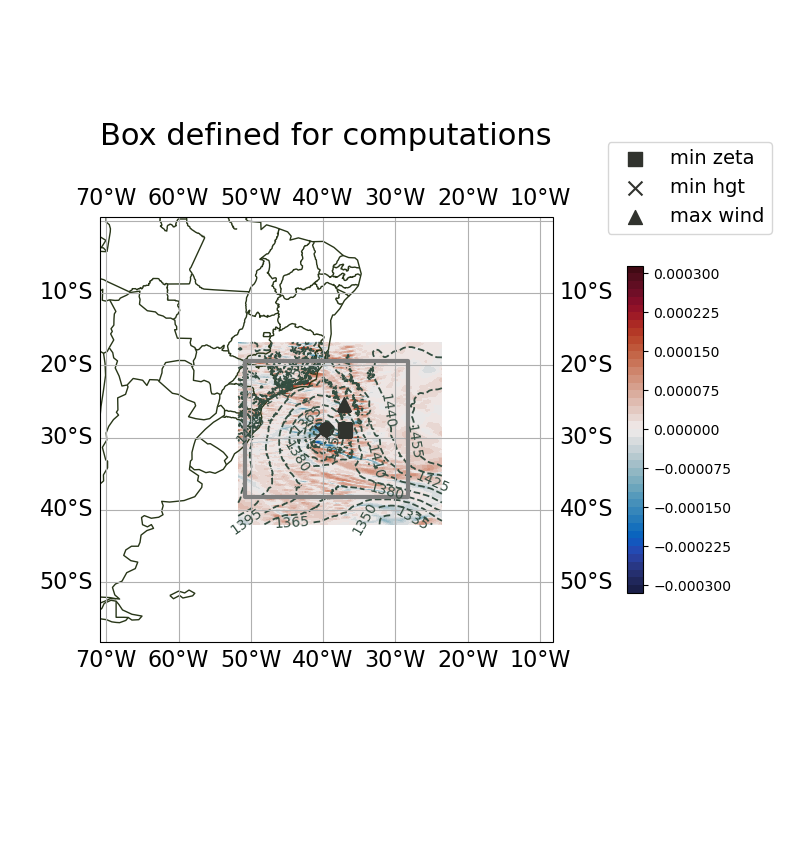 Box defined for computations
min zeta
min hgt
max wind
70°W 60°W 50°W 40°W 30°W 20°W 10°W
10°S 10°S
20°S 20°S
30°S 30°S
40°S 40°S
50°S 50°S
70°W 60°W 50°W 40°W 30°W 20°W 10°W
0.000300
0.000225
0.000150
0.000075
0.000000
−0.000075
−0.000150
−0.000225
−0.000300
1440
1455
1380
1425
1380
1395
1365
1350
1335